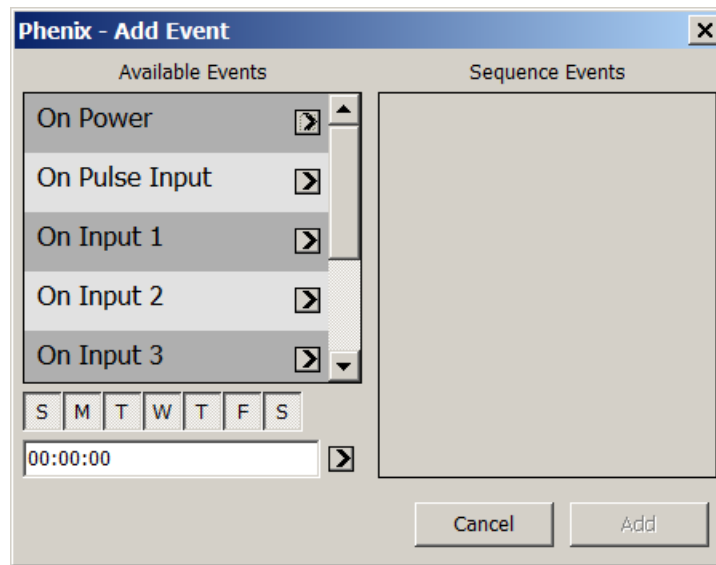 Phenix - Add Event
Available Events
Sequence Events
On Power
On Pulse Input
On Input 1
On Input 2
On Input 3
S M T W T F S
00:00:00
Cancel
Add